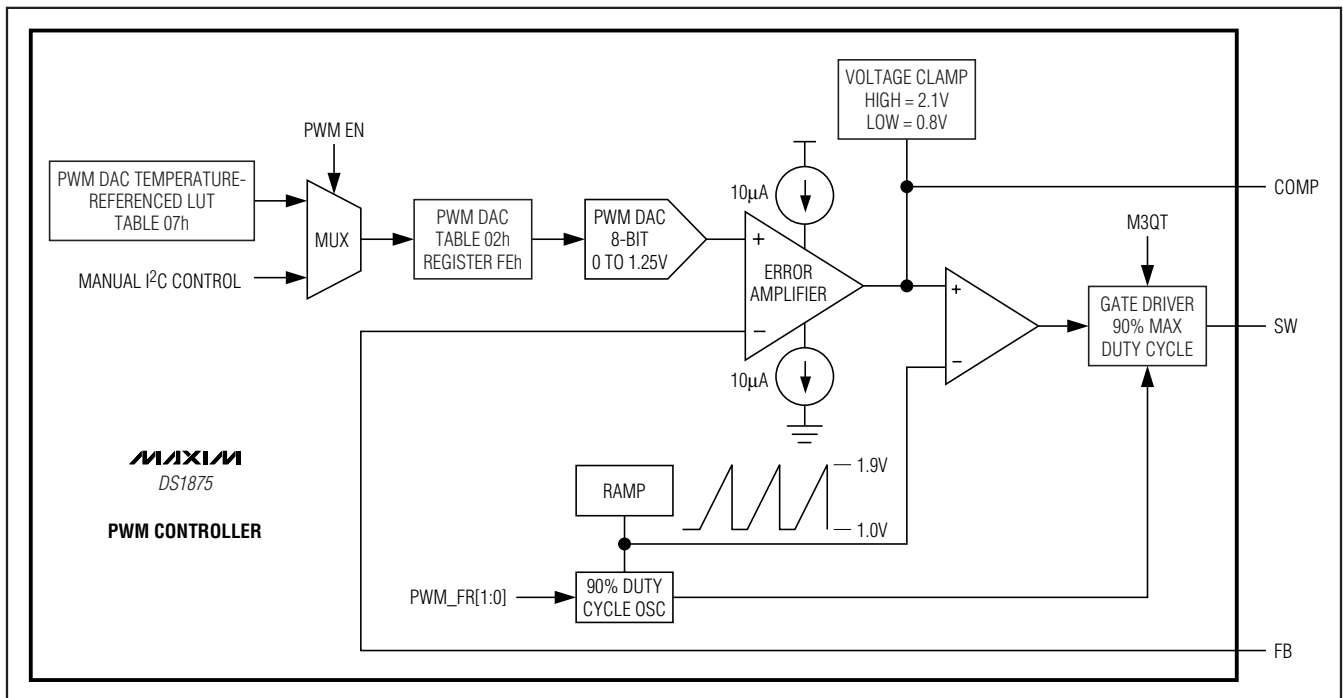 VOLTAGE CLAMP
HIGH = 2.1V
LOW = 0.8V
PWM EN
PWM DAC TEMPERATURE-
REFERENCED LUT
TABLE 07h
MANUAL I²C CONTROL
MUX
PWM DAC
TABLE 02h
REGISTER FEh
PWM DAC
8-BIT
0 TO 1.25V
10µA
+
ERROR
AMPLIFIER
−
10µA
COMP
M3QT
+
−
GATE DRIVER
90% MAX
DUTY CYCLE
SW
MAXIM
DS1875
PWM CONTROLLER
RAMP
1.9V
1.0V
PWM_FR[1:0]
90% DUTY
CYCLE OSC
FB